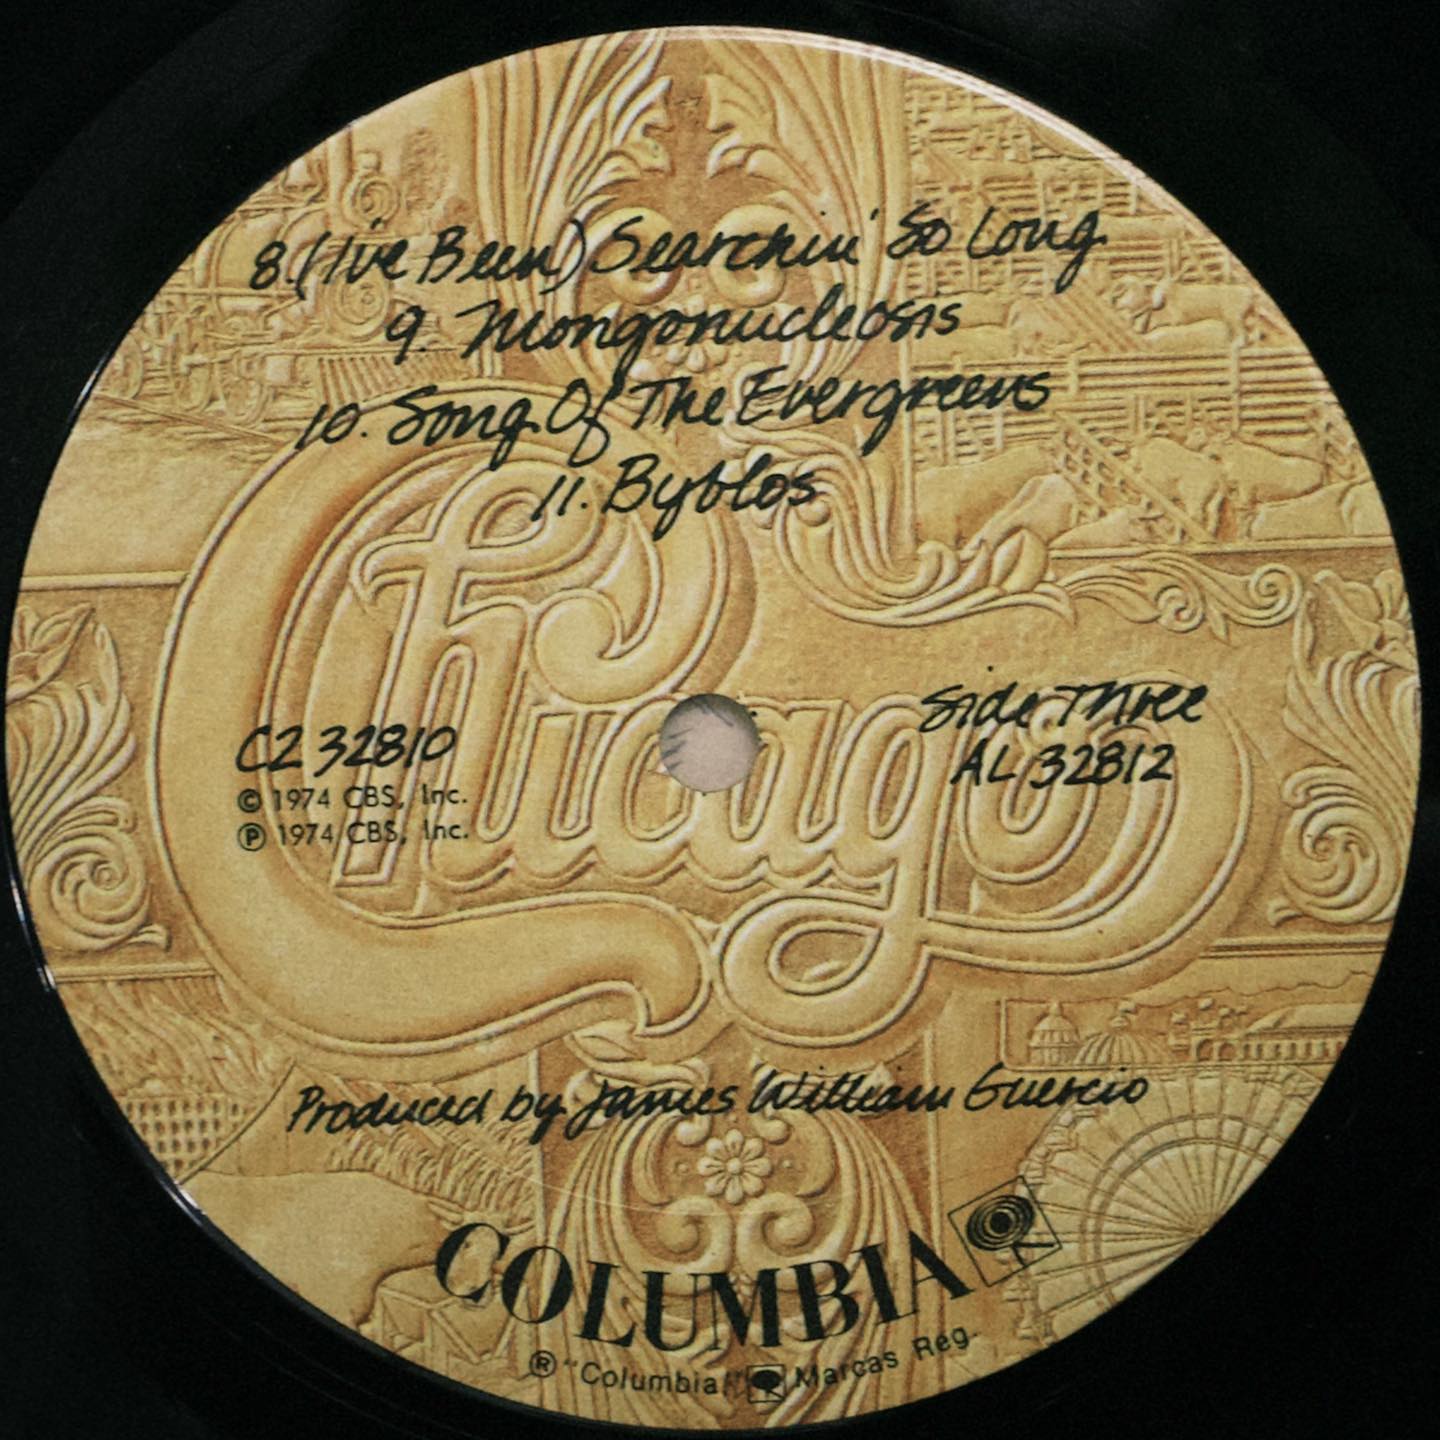 8. (I've Been) Searchin' So Long
9. Mongonucleosis
10. Song Of The Evergreens
11. Byblos
Chicago
Side Three
AL 32812
C2 32810
© 1974 CBS, Inc.
℗ 1974 CBS, Inc.
Produced by James William Guercio
COLUMBIA
® "Columbia," Marcas Reg.